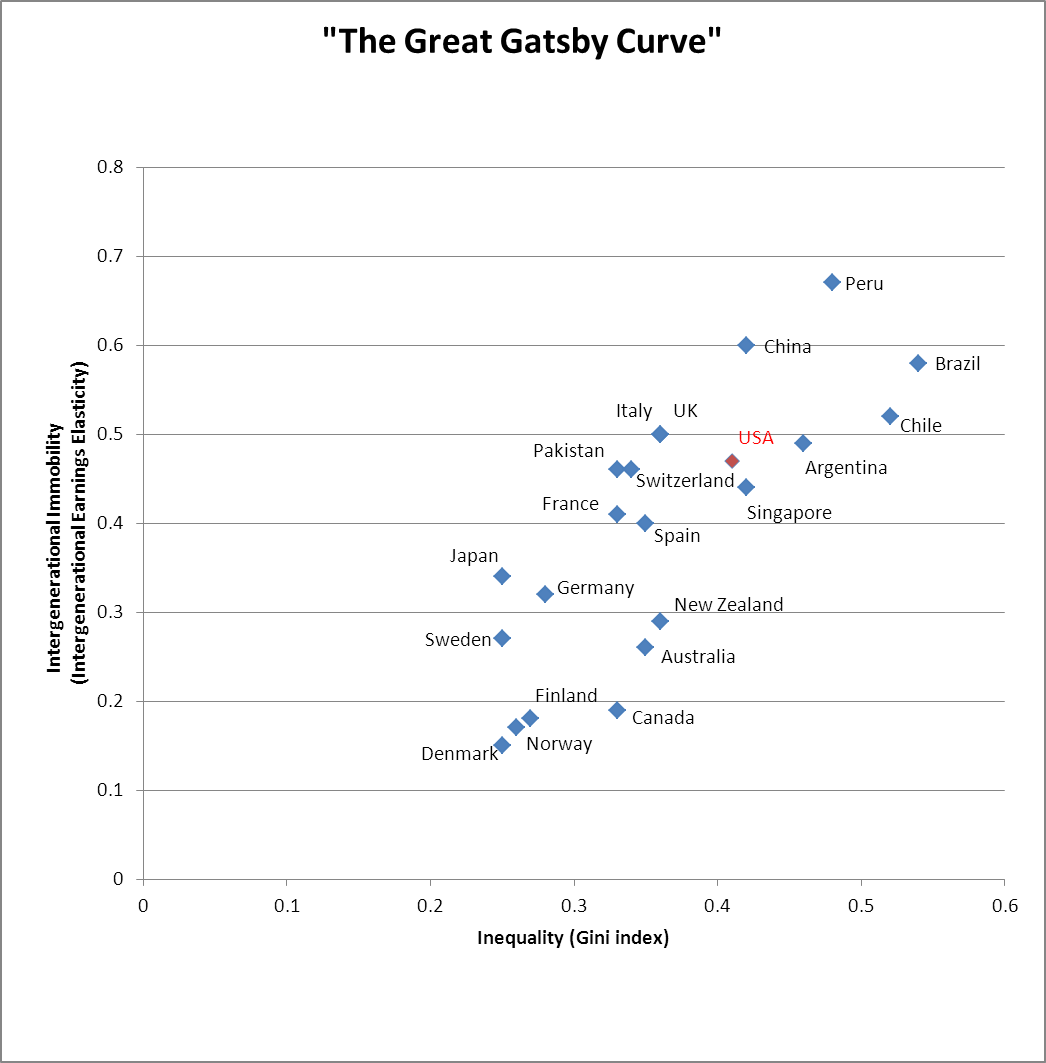 "The Great Gatsby Curve"
0.8
0.7
Peru
0.6
China
Brazil
Italy UK
Chile
0.5
USA
Pakistan
Argentina
Switzerland
France
Singapore
0.4
Spain
Japan
Germany
New Zealand
0.3
Sweden
Australia
Finland
0.2
Canada
Norway
Denmark
0.1
0
Intergenerational Immobility
(Intergenerational Earnings Elasticity)
0 0.1 0.2 0.3 0.4 0.5 0.6
Inequality (Gini index)